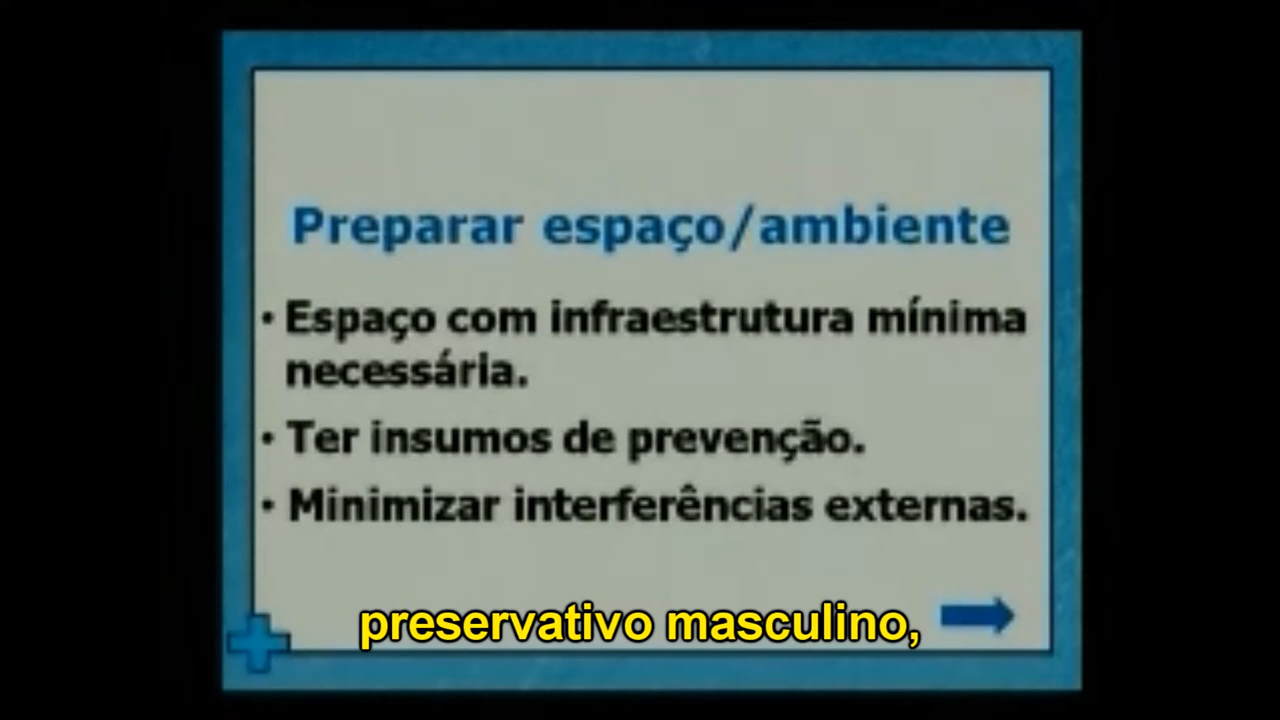 Preparar espaço/ambiente
• Espaço com infraestrutura mínima
necessária.
• Ter insumos de prevenção.
• Minimizar interferências externas.
preservativo masculino,